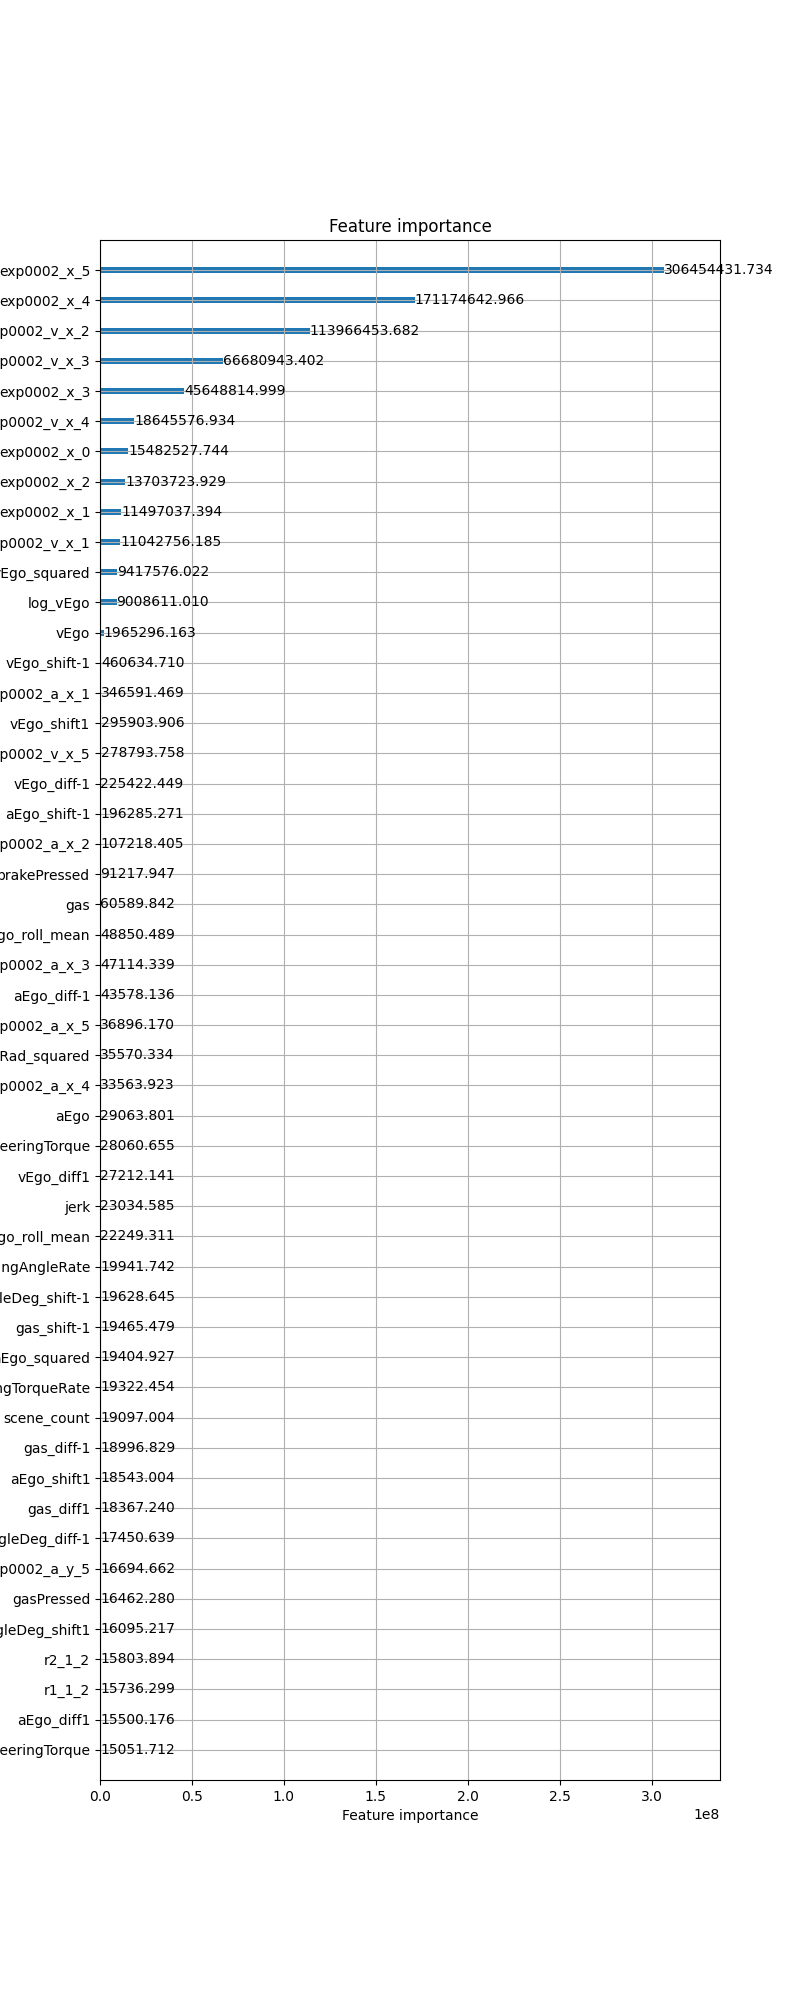 Feature importance
exp0002_x_5 306454431.734
exp0002_x_4 171174642.966
p0002_v_x_2 113966453.682
p0002_v_x_3 66680943.402
exp0002_x_3 45648814.999
p0002_v_x_4 18645576.934
exp0002_x_0 15482527.744
exp0002_x_2 13703723.929
exp0002_x_1 11497037.394
p0002_v_x_1 11042756.185
Ego_squared 9417576.022
log_vEgo 9008611.010
vEgo 1965296.163
vEgo_shift-1 460634.710
p0002_a_x_1 346591.469
vEgo_shift1 295903.906
p0002_v_x_5 278793.758
vEgo_diff-1 225422.449
aEgo_shift-1 196285.271
p0002_a_x_2 107218.405
brakePressed 91217.947
gas 60589.842
go_roll_mean 48850.489
p0002_a_x_3 47114.339
aEgo_diff-1 43578.136
p0002_a_x_5 36896.170
Rad_squared 35570.334
p0002_a_x_4 33563.923
aEgo 29063.801
eeringTorque 28060.655
vEgo_diff1 27212.141
jerk 23034.585
go_roll_mean 22249.311
ngAngleRate 19941.742
leDeg_shift-1 19628.645
gas_shift-1 19465.479
Ego_squared 19404.927
ngTorqueRate 19322.454
scene_count 19097.004
gas_diff-1 18996.829
aEgo_shift1 18543.004
gas_diff1 18367.240
gleDeg_diff-1 17450.639
p0002_a_y_5 16694.662
gasPressed 16462.280
gleDeg_shift1 16095.217
r2_1_2 15803.894
r1_1_2 15736.299
aEgo_diff1 15500.176
eeringTorque 15051.712
0.0 0.5 1.0 1.5 2.0 2.5 3.0
1e8
Feature importance